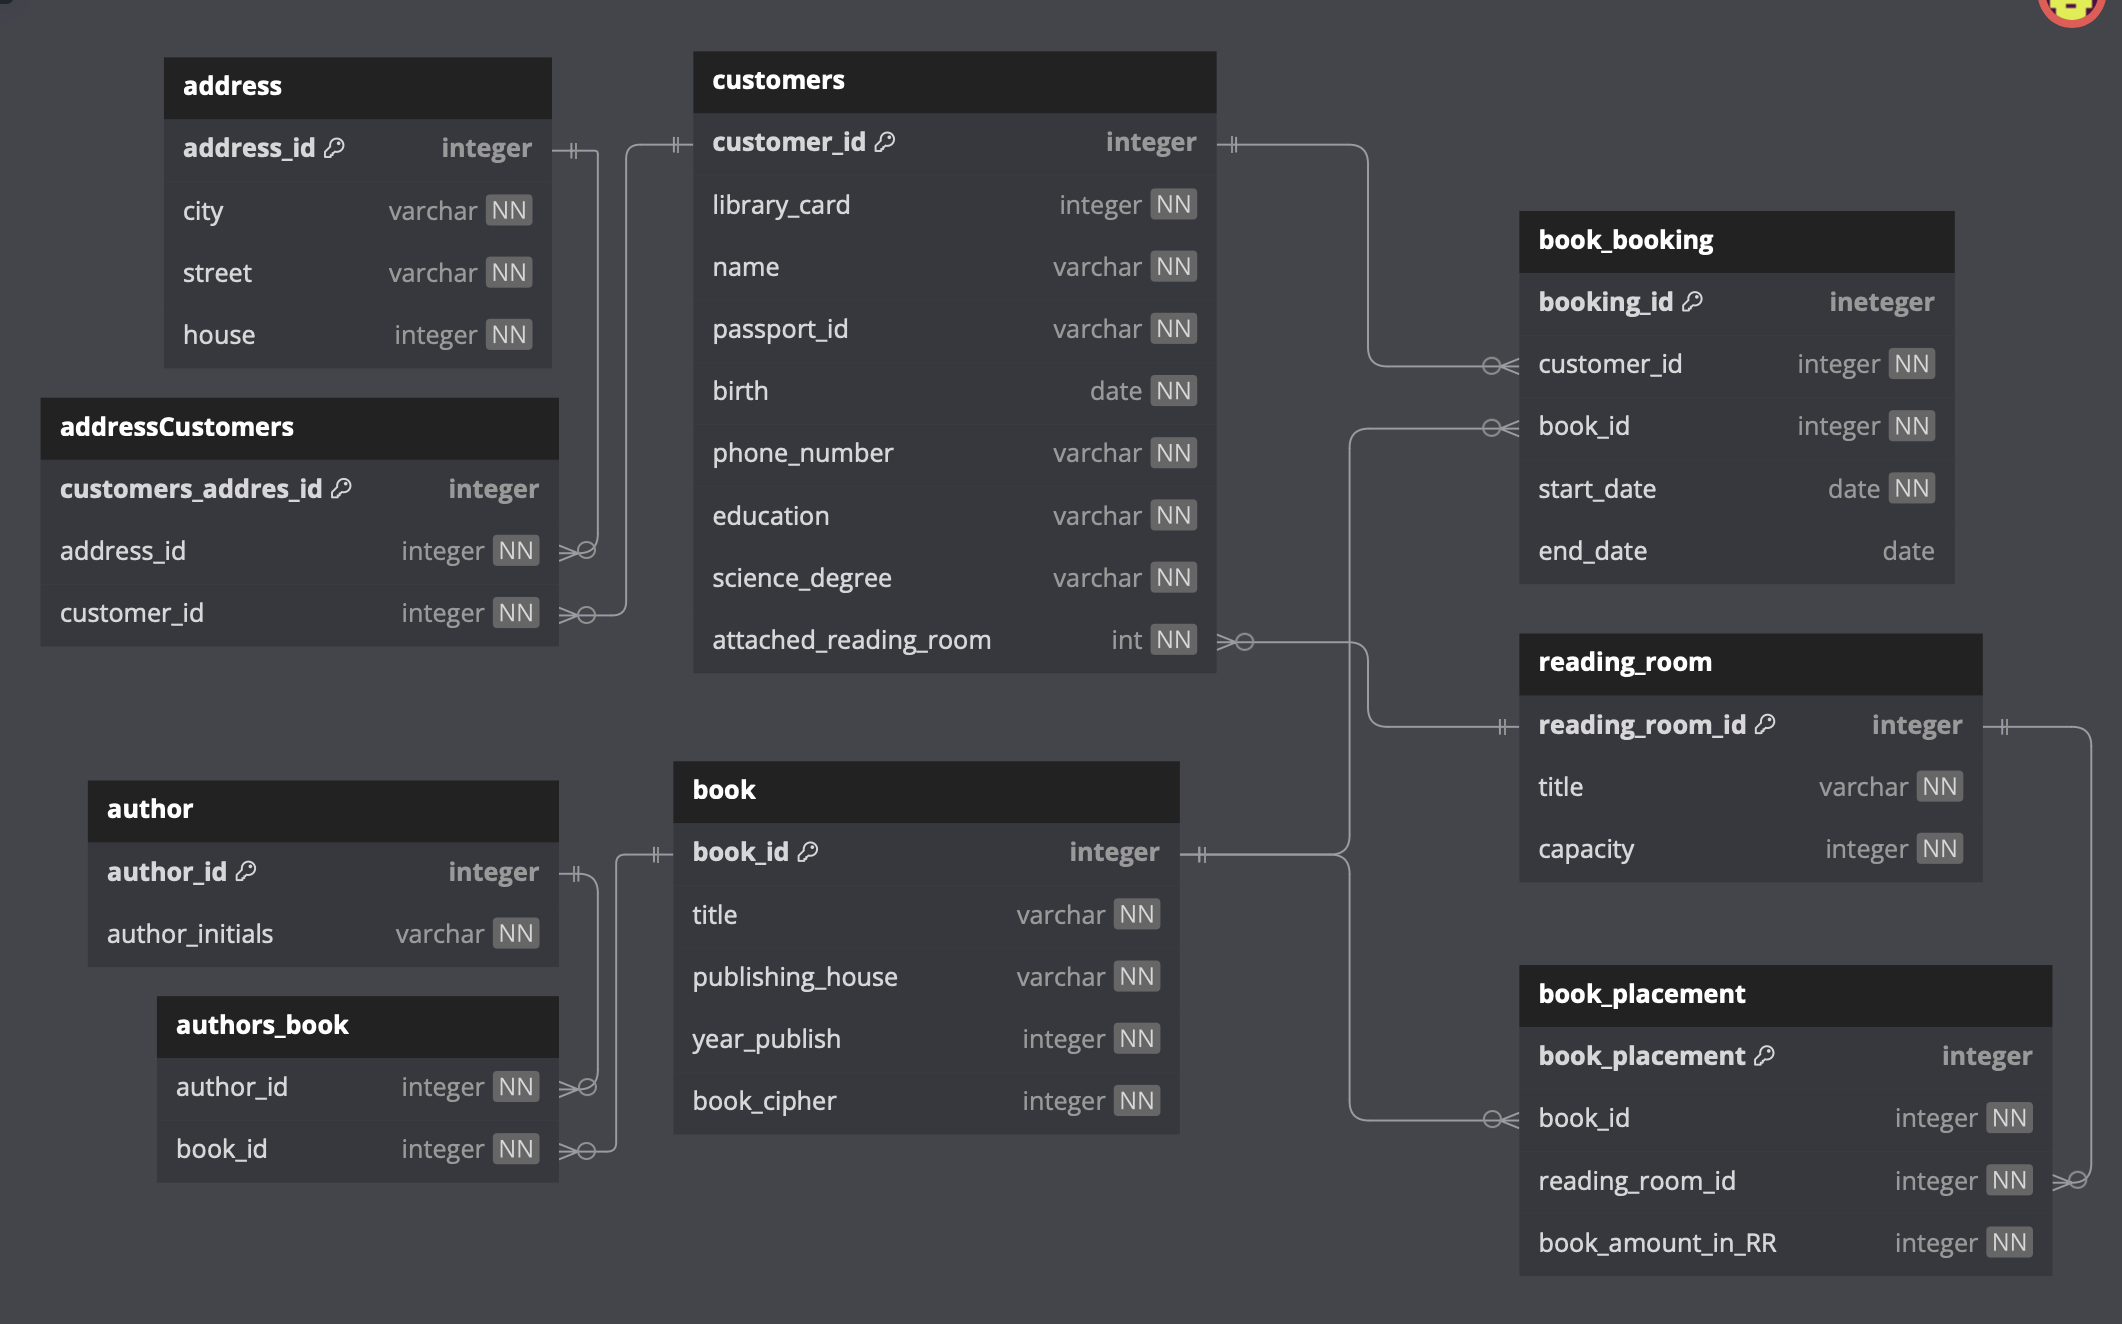 address
address_id integer
city varchar NN
street varchar NN
house integer NN
addressCustomers
customers_addres_id integer
address_id integer NN
customer_id integer NN
customers
customer_id integer
library_card integer NN
name varchar NN
passport_id varchar NN
birth date NN
phone_number varchar NN
education varchar NN
science_degree varchar NN
attached_reading_room int NN
book_booking
booking_id ineteger
customer_id integer NN
book_id integer NN
start_date date NN
end_date date
reading_room
reading_room_id integer
title varchar NN
capacity integer NN
author
author_id integer
author_initials varchar NN
authors_book
author_id integer NN
book_id integer NN
book
book_id integer
title varchar NN
publishing_house varchar NN
year_publish integer NN
book_cipher integer NN
book_placement
book_placement integer
book_id integer NN
reading_room_id integer NN
book_amount_in_RR integer NN